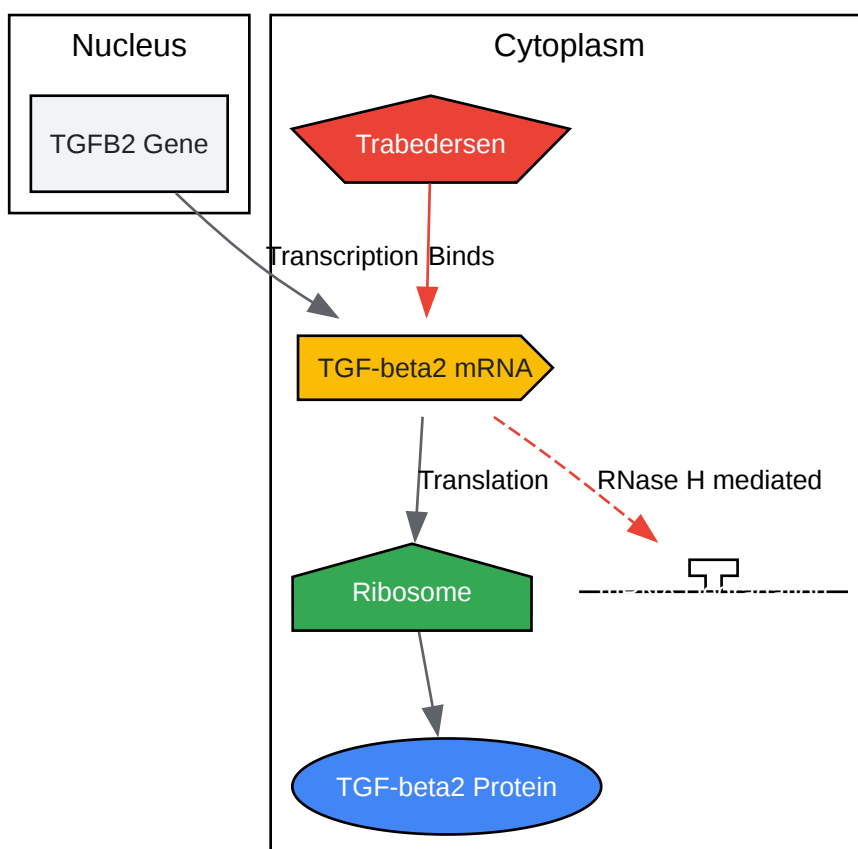 Nucleus
Cytoplasm
TGFB2 Gene
Trabedersen
Transcription
Binds
TGF-beta2 mRNA
Translation
RNase H mediated
Ribosome
TGF-beta2 Protein